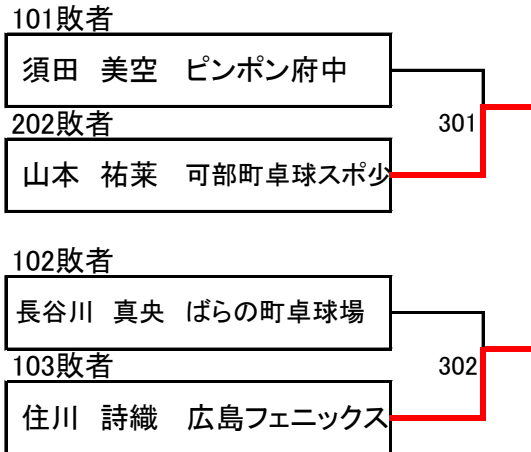 101敗者
須田　美空　ピンポン府中
202敗者
301
山本　祐莱　可部町卓球スポ少
102敗者
長谷川　真央　ばらの町卓球場
103敗者
302
住川　詩織　広島フェニックス